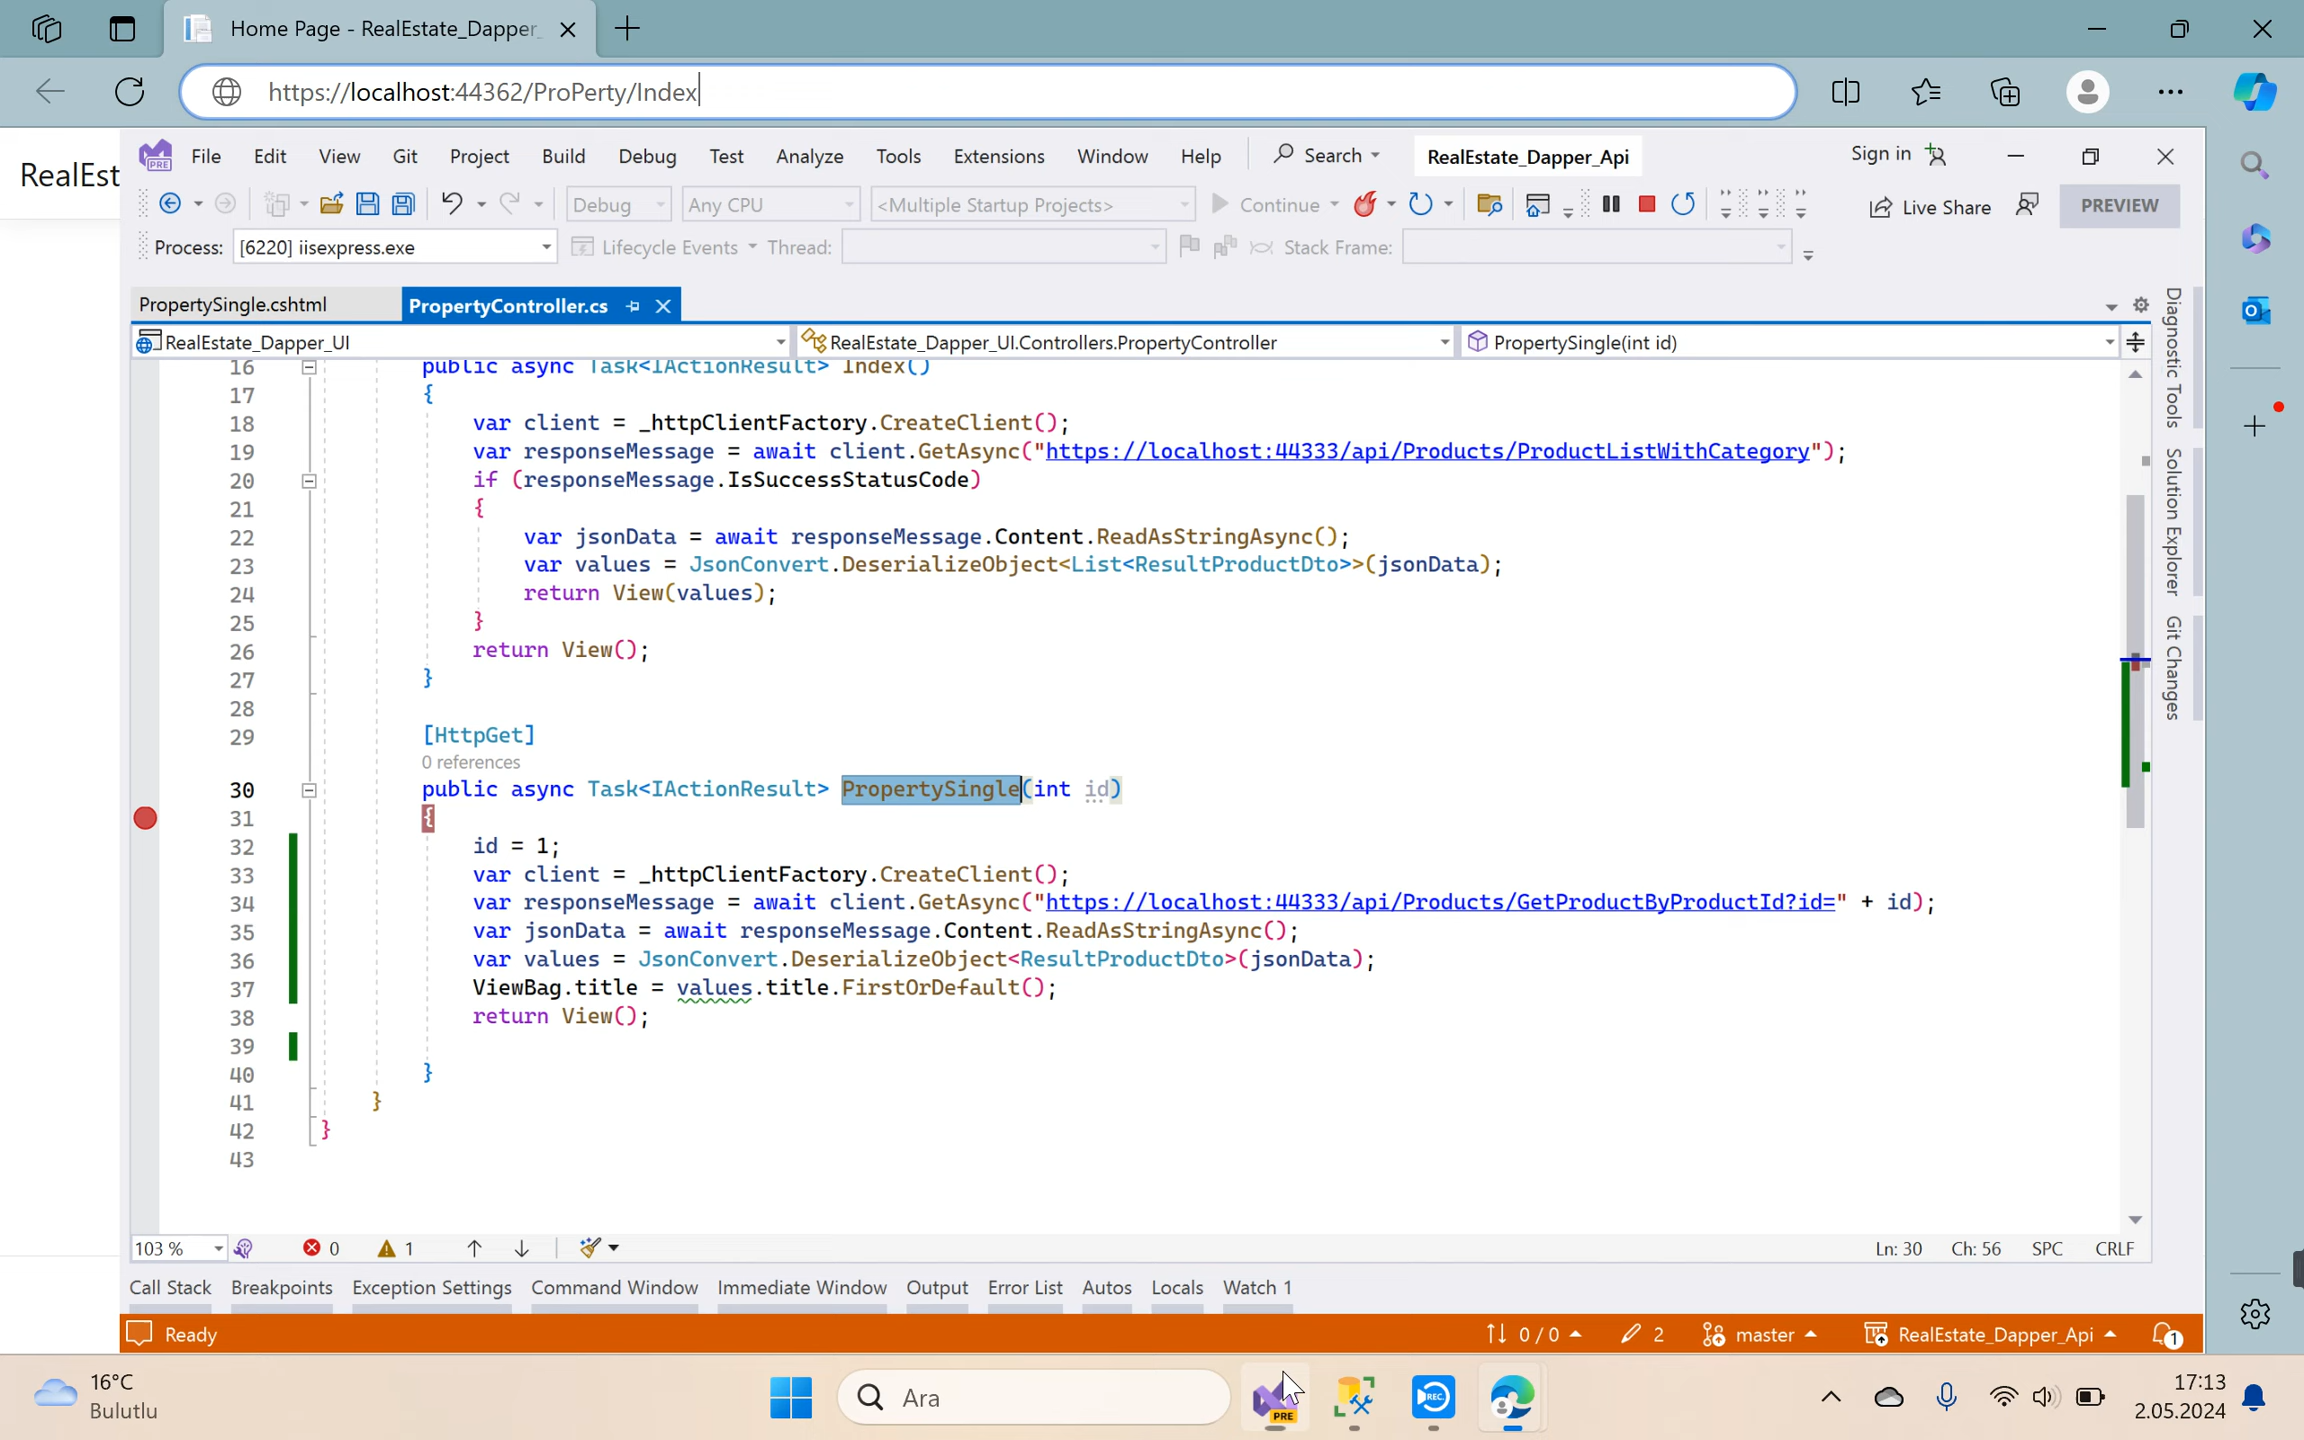 Home Page - RealEstate_Dapper_
https://localhost:44362/ProPerty/Index
RealEst
File Edit View Git Project Build Debug Test Analyze Tools Extensions Window Help Search RealEstate_Dapper_Api Sign in
Debug Any CPU <Multiple Startup Projects> Continue Live Share PREVIEW
Process: [6220] iisexpress.exe Lifecycle Events Thread: Stack Frame:
PropertySingle.cshtml PropertyController.cs
RealEstate_Dapper_UI RealEstate_Dapper_UI.Controllers.PropertyController PropertySingle(int id)
16 public async Task<IActionResult> Index()
17 {
18 var client = _httpClientFactory.CreateClient();
19 var responseMessage = await client.GetAsync("https://localhost:44333/api/Products/ProductListWithCategory");
20 if (responseMessage.IsSuccessStatusCode)
21 {
22 var jsonData = await responseMessage.Content.ReadAsStringAsync();
23 var values = JsonConvert.DeserializeObject<List<ResultProductDto>>(jsonData);
24 return View(values);
25 }
26 return View();
27 }
28
29 [HttpGet]
0 references
30 public async Task<IActionResult> PropertySingle(int id)
31 {
32 id = 1;
33 var client = _httpClientFactory.CreateClient();
34 var responseMessage = await client.GetAsync("https://localhost:44333/api/Products/GetProductByProductId?id=" + id);
35 var jsonData = await responseMessage.Content.ReadAsStringAsync();
36 var values = JsonConvert.DeserializeObject<ResultProductDto>(jsonData);
37 ViewBag.title = values.title.FirstOrDefault();
38 return View();
39
40 }
41 }
42 }
43
Diagnostic Tools
Solution Explorer
Git Changes
103 % 0 1 Ln: 30 Ch: 56 SPC CRLF
Call Stack Breakpoints Exception Settings Command Window Immediate Window Output Error List Autos Locals Watch 1
Ready 0 / 0 2 master RealEstate_Dapper_Api 1
16°C
Bulutlu
Ara
PRE
REC
17:13
2.05.2024